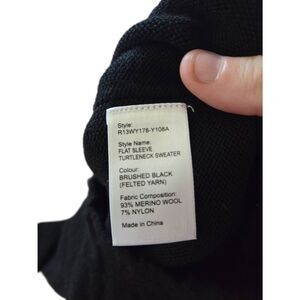 Style:
R13WY176-Y108A
Style Name:
FLAT SLEEVE
TURTLENECK SWEATER
Colour:
BRUSHED BLACK
(FELTED YARN)
Fabric Composition:
93% MERINO WOOL
7% NYLON
Made in China